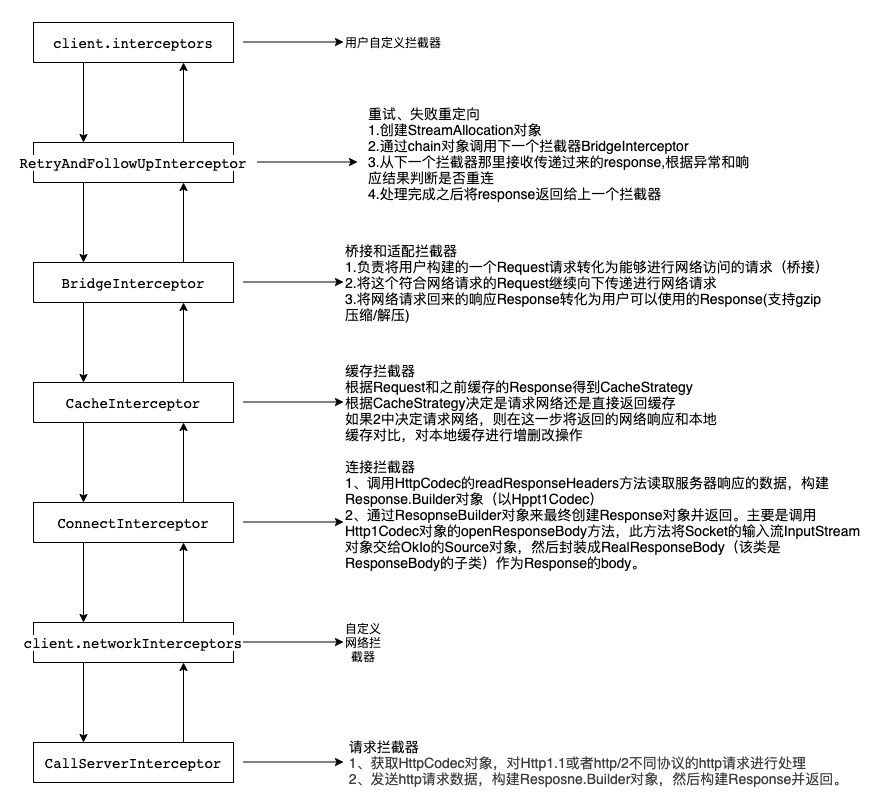 client.interceptors
用户自定义拦截器
RetryAndFollowUpInterceptor
重试、失败重定向
1.创建StreamAllocation对象
2.通过chain对象调用下一个拦截器BridgeInterceptor
3.从下一个拦截器那里接收传递过来的response,根据异常和响
应结果判断是否重连
4.处理完成之后将response返回给上一个拦截器
BridgeInterceptor
桥接和适配拦截器
1.负责将用户构建的一个Request请求转化为能够进行网络访问的请求（桥接）
2.将这个符合网络请求的Request继续向下传递进行网络请求
3.将网络请求回来的响应Response转化为用户可以使用的Response(支持gzip
压缩/解压)
CacheInterceptor
缓存拦截器
根据Request和之前缓存的Response得到CacheStrategy
根据CacheStrategy决定是请求网络还是直接返回缓存
如果2中决定请求网络，则在这一步将返回的网络响应和本地
缓存对比，对本地缓存进行增删改操作
ConnectInterceptor
连接拦截器
1、调用HttpCodec的readResponseHeaders方法读取服务器响应的数据，构建
Response.Builder对象（以Hppt1Codec）
2、通过ResopnseBuilder对象来最终创建Response对象并返回。主要是调用
Http1Codec对象的openResponseBody方法，此方法将Socket的输入流InputStream
对象交给OkIo的Source对象，然后封装成RealResponseBody（该类是
ResponseBody的子类）作为Response的body。
client.networkInterceptors
自定义
网络拦
截器
CallServerInterceptor
请求拦截器
1、获取HttpCodec对象，对Http1.1或者http/2不同协议的http请求进行处理
2、发送http请求数据，构建Resposne.Builder对象，然后构建Response并返回。